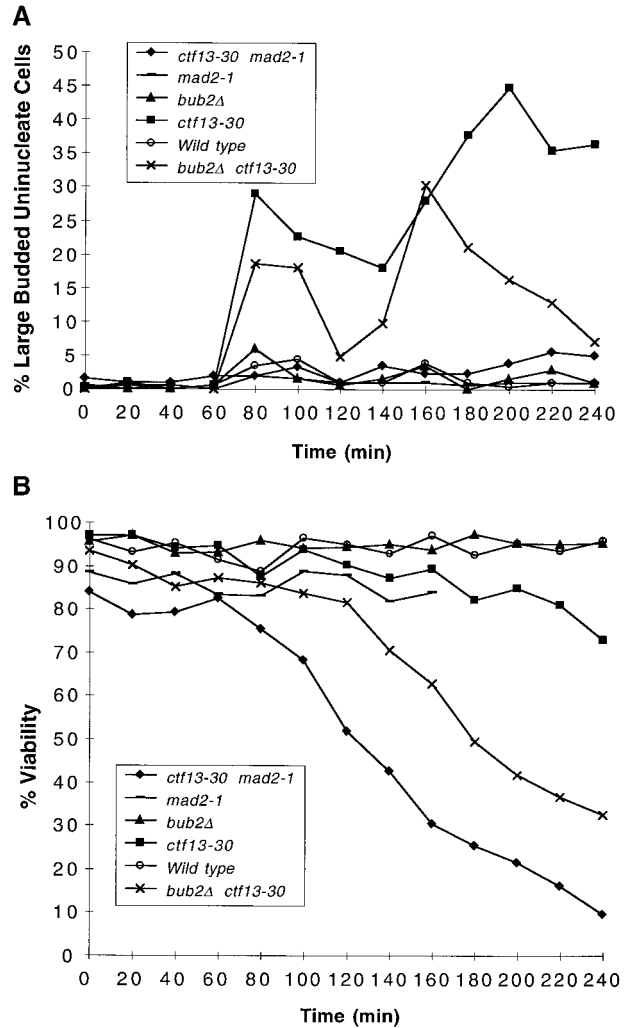 A
50
45
40
35
30
25
20
15
10
5
0
% Large Budded Uninucleate Cells
ctf13-30 mad2-1
mad2-1
bub2Δ
ctf13-30
Wild type
bub2Δ ctf13-30
0 20 40 60 80 100 120 140 160 180 200 220 240
Time (min)
B
100
90
80
70
60
50
40
30
20
10
0
% Viability
ctf13-30 mad2-1
mad2-1
bub2Δ
ctf13-30
Wild type
bub2Δ ctf13-30
0 20 40 60 80 100 120 140 160 180 200 220 240
Time (min)